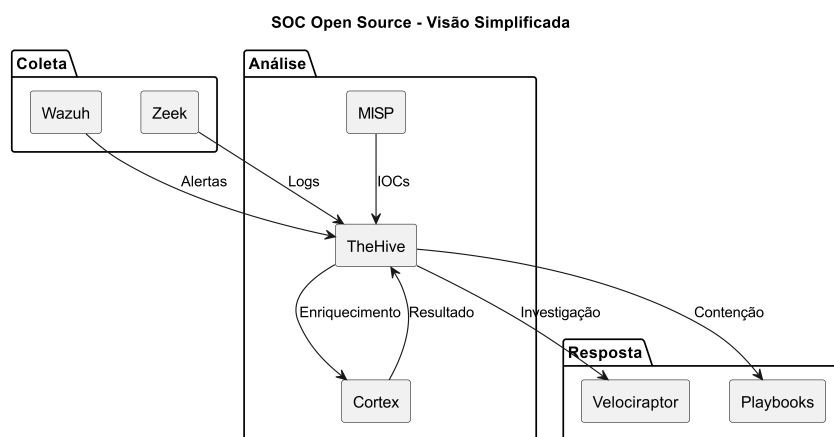 SOC Open Source - Visão Simplificada
Coleta
Análise
Wazuh
Zeek
MISP
Alertas
Logs
IOCs
TheHive
Enriquecimento
Resultado
Investigação
Contenção
Resposta
Cortex
Velociraptor
Playbooks